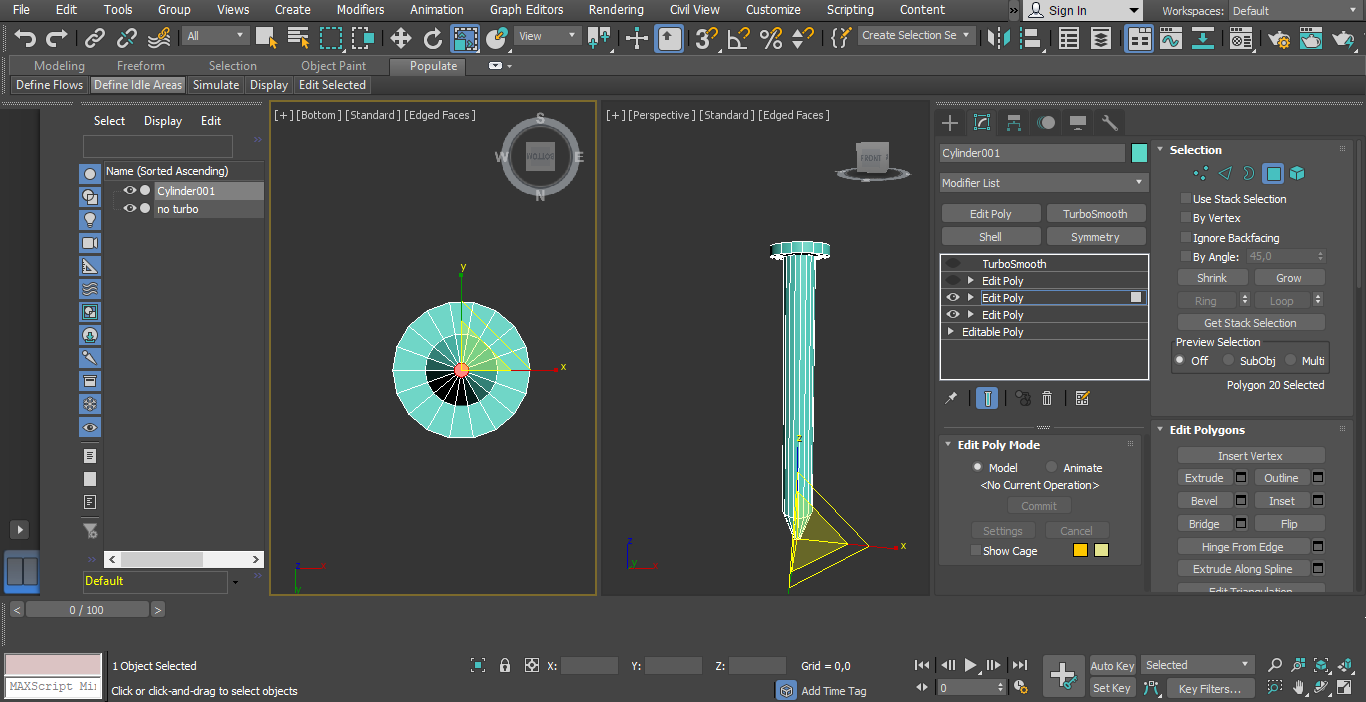 File Edit Tools Group Views Create Modifiers Animation Graph Editors Rendering Civil View Customize Scripting Content » Sign In Workspaces: Default
All View Create Selection Se
Modeling Freeform Selection Object Paint Populate
Define Flows Define Idle Areas Simulate Display Edit Selected
Select Display Edit
Name (Sorted Ascending)
Cylinder001
no turbo
Default
[+] [Bottom] [Standard] [Edged Faces]
S
W BOTTOM E
N
y
x
z
x
y
[+] [Perspective] [Standard] [Edged Faces]
FRONT
z
x
z
y
x
Cylinder001
Modifier List
Edit Poly TurboSmooth
Shell Symmetry
TurboSmooth
Edit Poly
Edit Poly
Edit Poly
Editable Poly
Edit Poly Mode
Model Animate
<No Current Operation>
Commit
Settings Cancel
Show Cage
Selection
Use Stack Selection
By Vertex
Ignore Backfacing
By Angle: 45,0
Shrink Grow
Ring Loop
Get Stack Selection
Preview Selection
Off SubObj Multi
Polygon 20 Selected
Edit Polygons
Insert Vertex
Extrude Outline
Bevel Inset
Bridge Flip
Hinge From Edge
Extrude Along Spline
Edit Triangulation
< 0 / 100 >
1 Object Selected X: Y: Z: Grid = 0,0 Auto Key Selected
MAXScript Mi
Click or click-and-drag to select objects Add Time Tag 0 Set Key Key Filters...